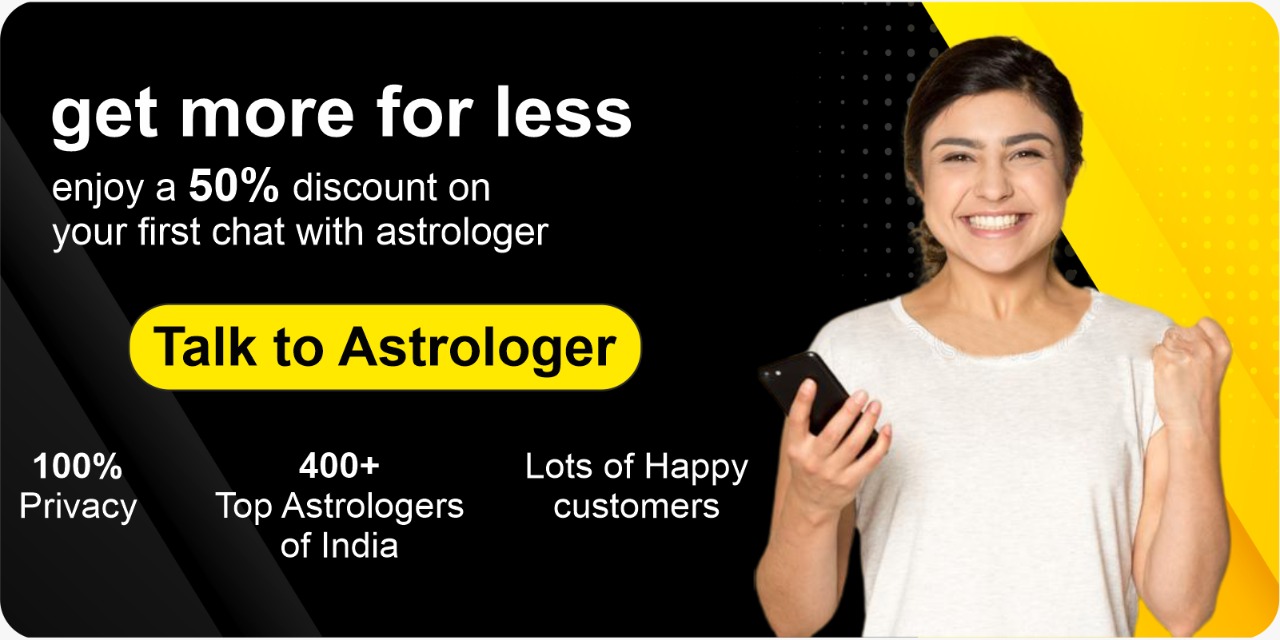 get more for less
enjoy a 50% discount on
your first chat with astrologer
Talk to Astrologer
100%
Privacy
400+
Top Astrologers
of India
Lots of Happy
customers